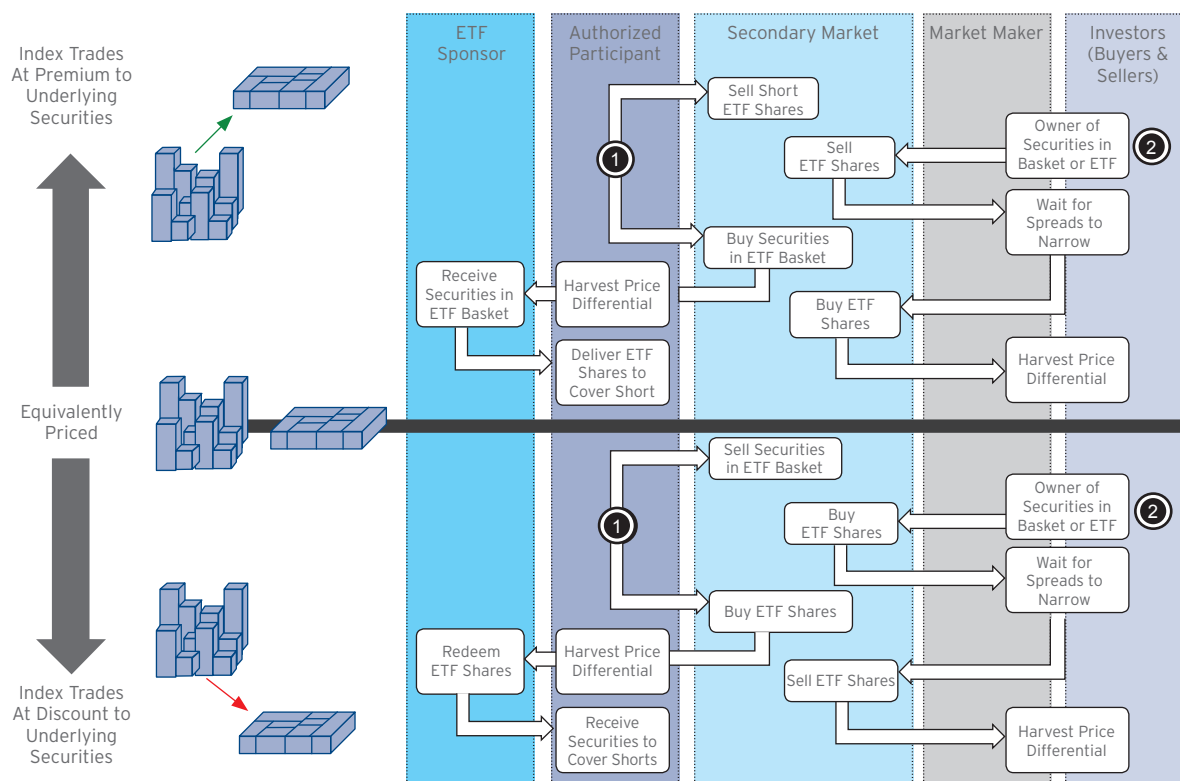 Index Trades
At Premium to
Underlying
Securities
Equivalently
Priced
Index Trades
At Discount to
Underlying
Securities
ETF
Sponsor
Authorized
Participant
Secondary Market
Market Maker
Investors
(Buyers &
Sellers)
Sell Short
ETF Shares
1
Sell
ETF Shares
Owner of
Securities in
Basket or ETF
2
Wait for
Spreads to
Narrow
Buy Securities
in ETF Basket
Receive
Securities in
ETF Basket
Harvest Price
Differential
Buy ETF
Shares
Deliver ETF
Shares to
Cover Short
Harvest Price
Differential
Sell Securities
in ETF Basket
1
Buy
ETF Shares
Owner of
Securities in
Basket or ETF
2
Wait for
Spreads to
Narrow
Buy ETF Shares
Redeem
ETF Shares
Harvest Price
Differential
Sell ETF Shares
Receive
Securities to
Cover Shorts
Harvest Price
Differential